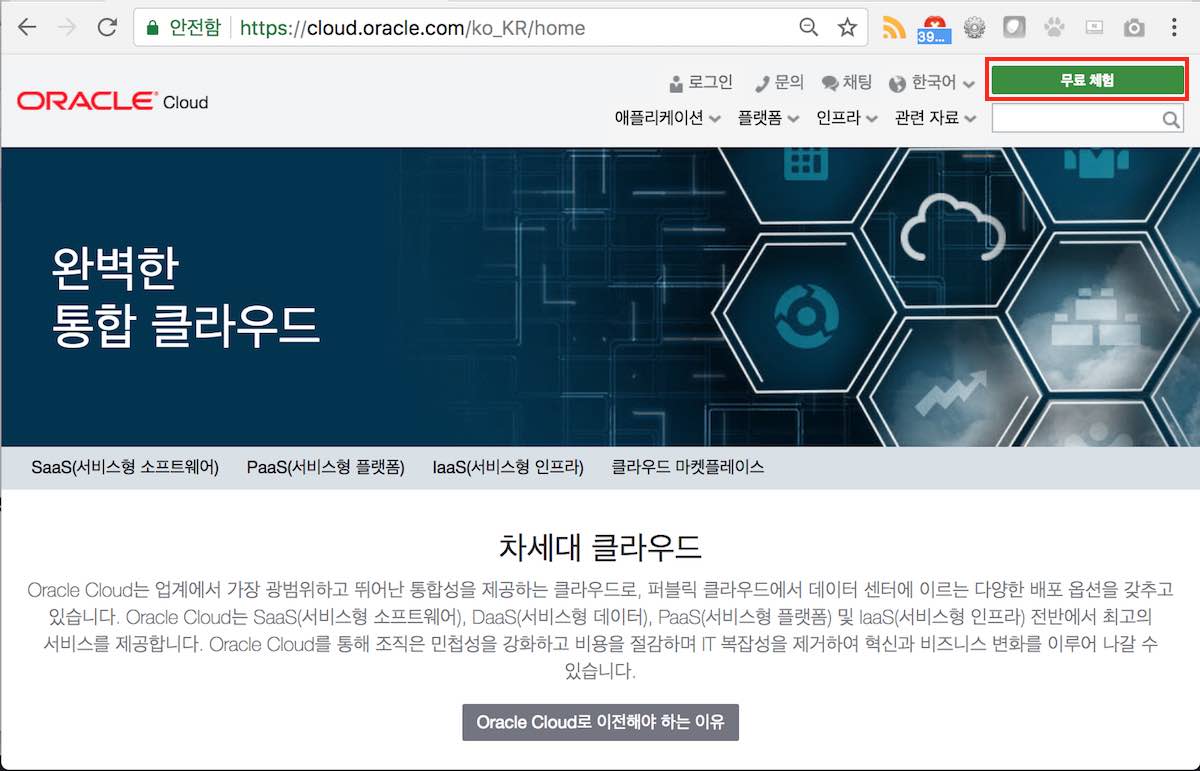 안전함 https://cloud.oracle.com/ko_KR/home
39...
로그인 문의 채팅 한국어 무료 체험
ORACLE® Cloud
애플리케이션 플랫폼 인프라 관련 자료
완벽한
통합 클라우드
SaaS(서비스형 소프트웨어) PaaS(서비스형 플랫폼) IaaS(서비스형 인프라) 클라우드 마켓플레이스
차세대 클라우드
Oracle Cloud는 업계에서 가장 광범위하고 뛰어난 통합성을 제공하는 클라우드로, 퍼블릭 클라우드에서 데이터 센터에 이르는 다양한 배포 옵션을 갖추고
있습니다. Oracle Cloud는 SaaS(서비스형 소프트웨어), DaaS(서비스형 데이터), PaaS(서비스형 플랫폼) 및 IaaS(서비스형 인프라) 전반에서 최고의
서비스를 제공합니다. Oracle Cloud를 통해 조직은 민첩성을 강화하고 비용을 절감하며 IT 복잡성을 제거하여 혁신과 비즈니스 변화를 이루어 나갈 수
있습니다.
Oracle Cloud로 이전해야 하는 이유